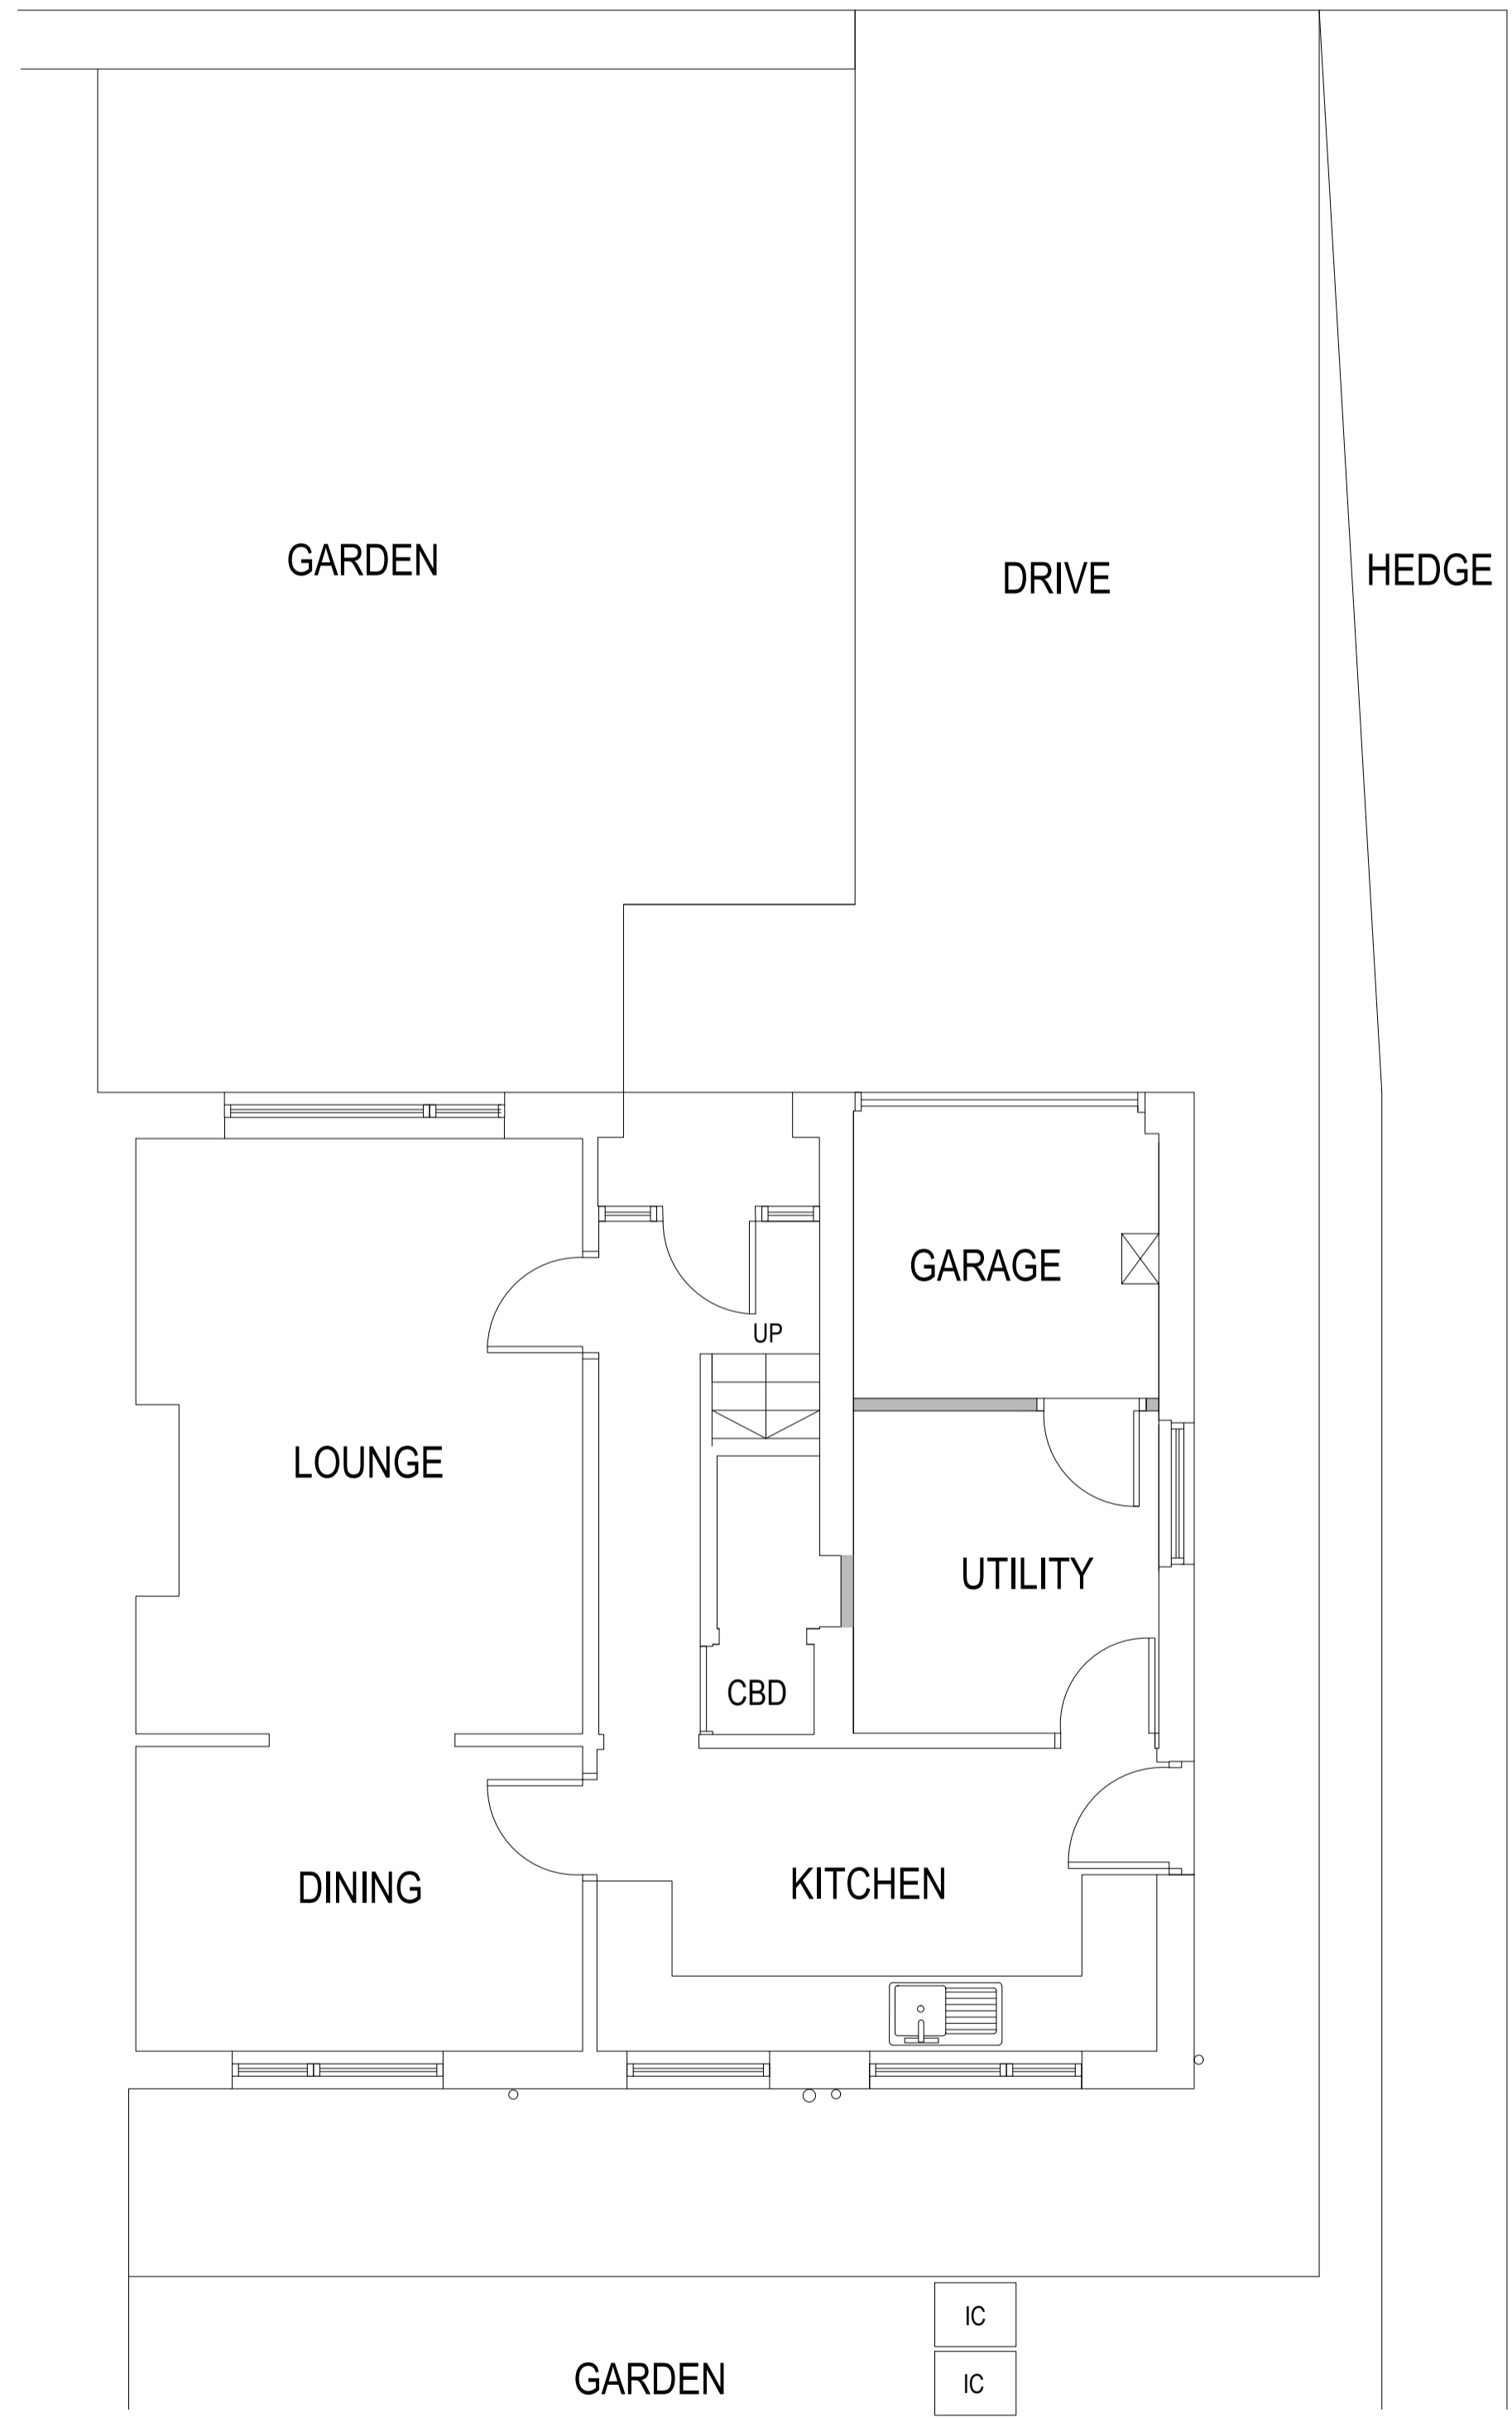 GARDEN
DRIVE
HEDGE
GARAGE
UP
LOUNGE
UTILITY
CBD
DINING
KITCHEN
IC
GARDEN
IC